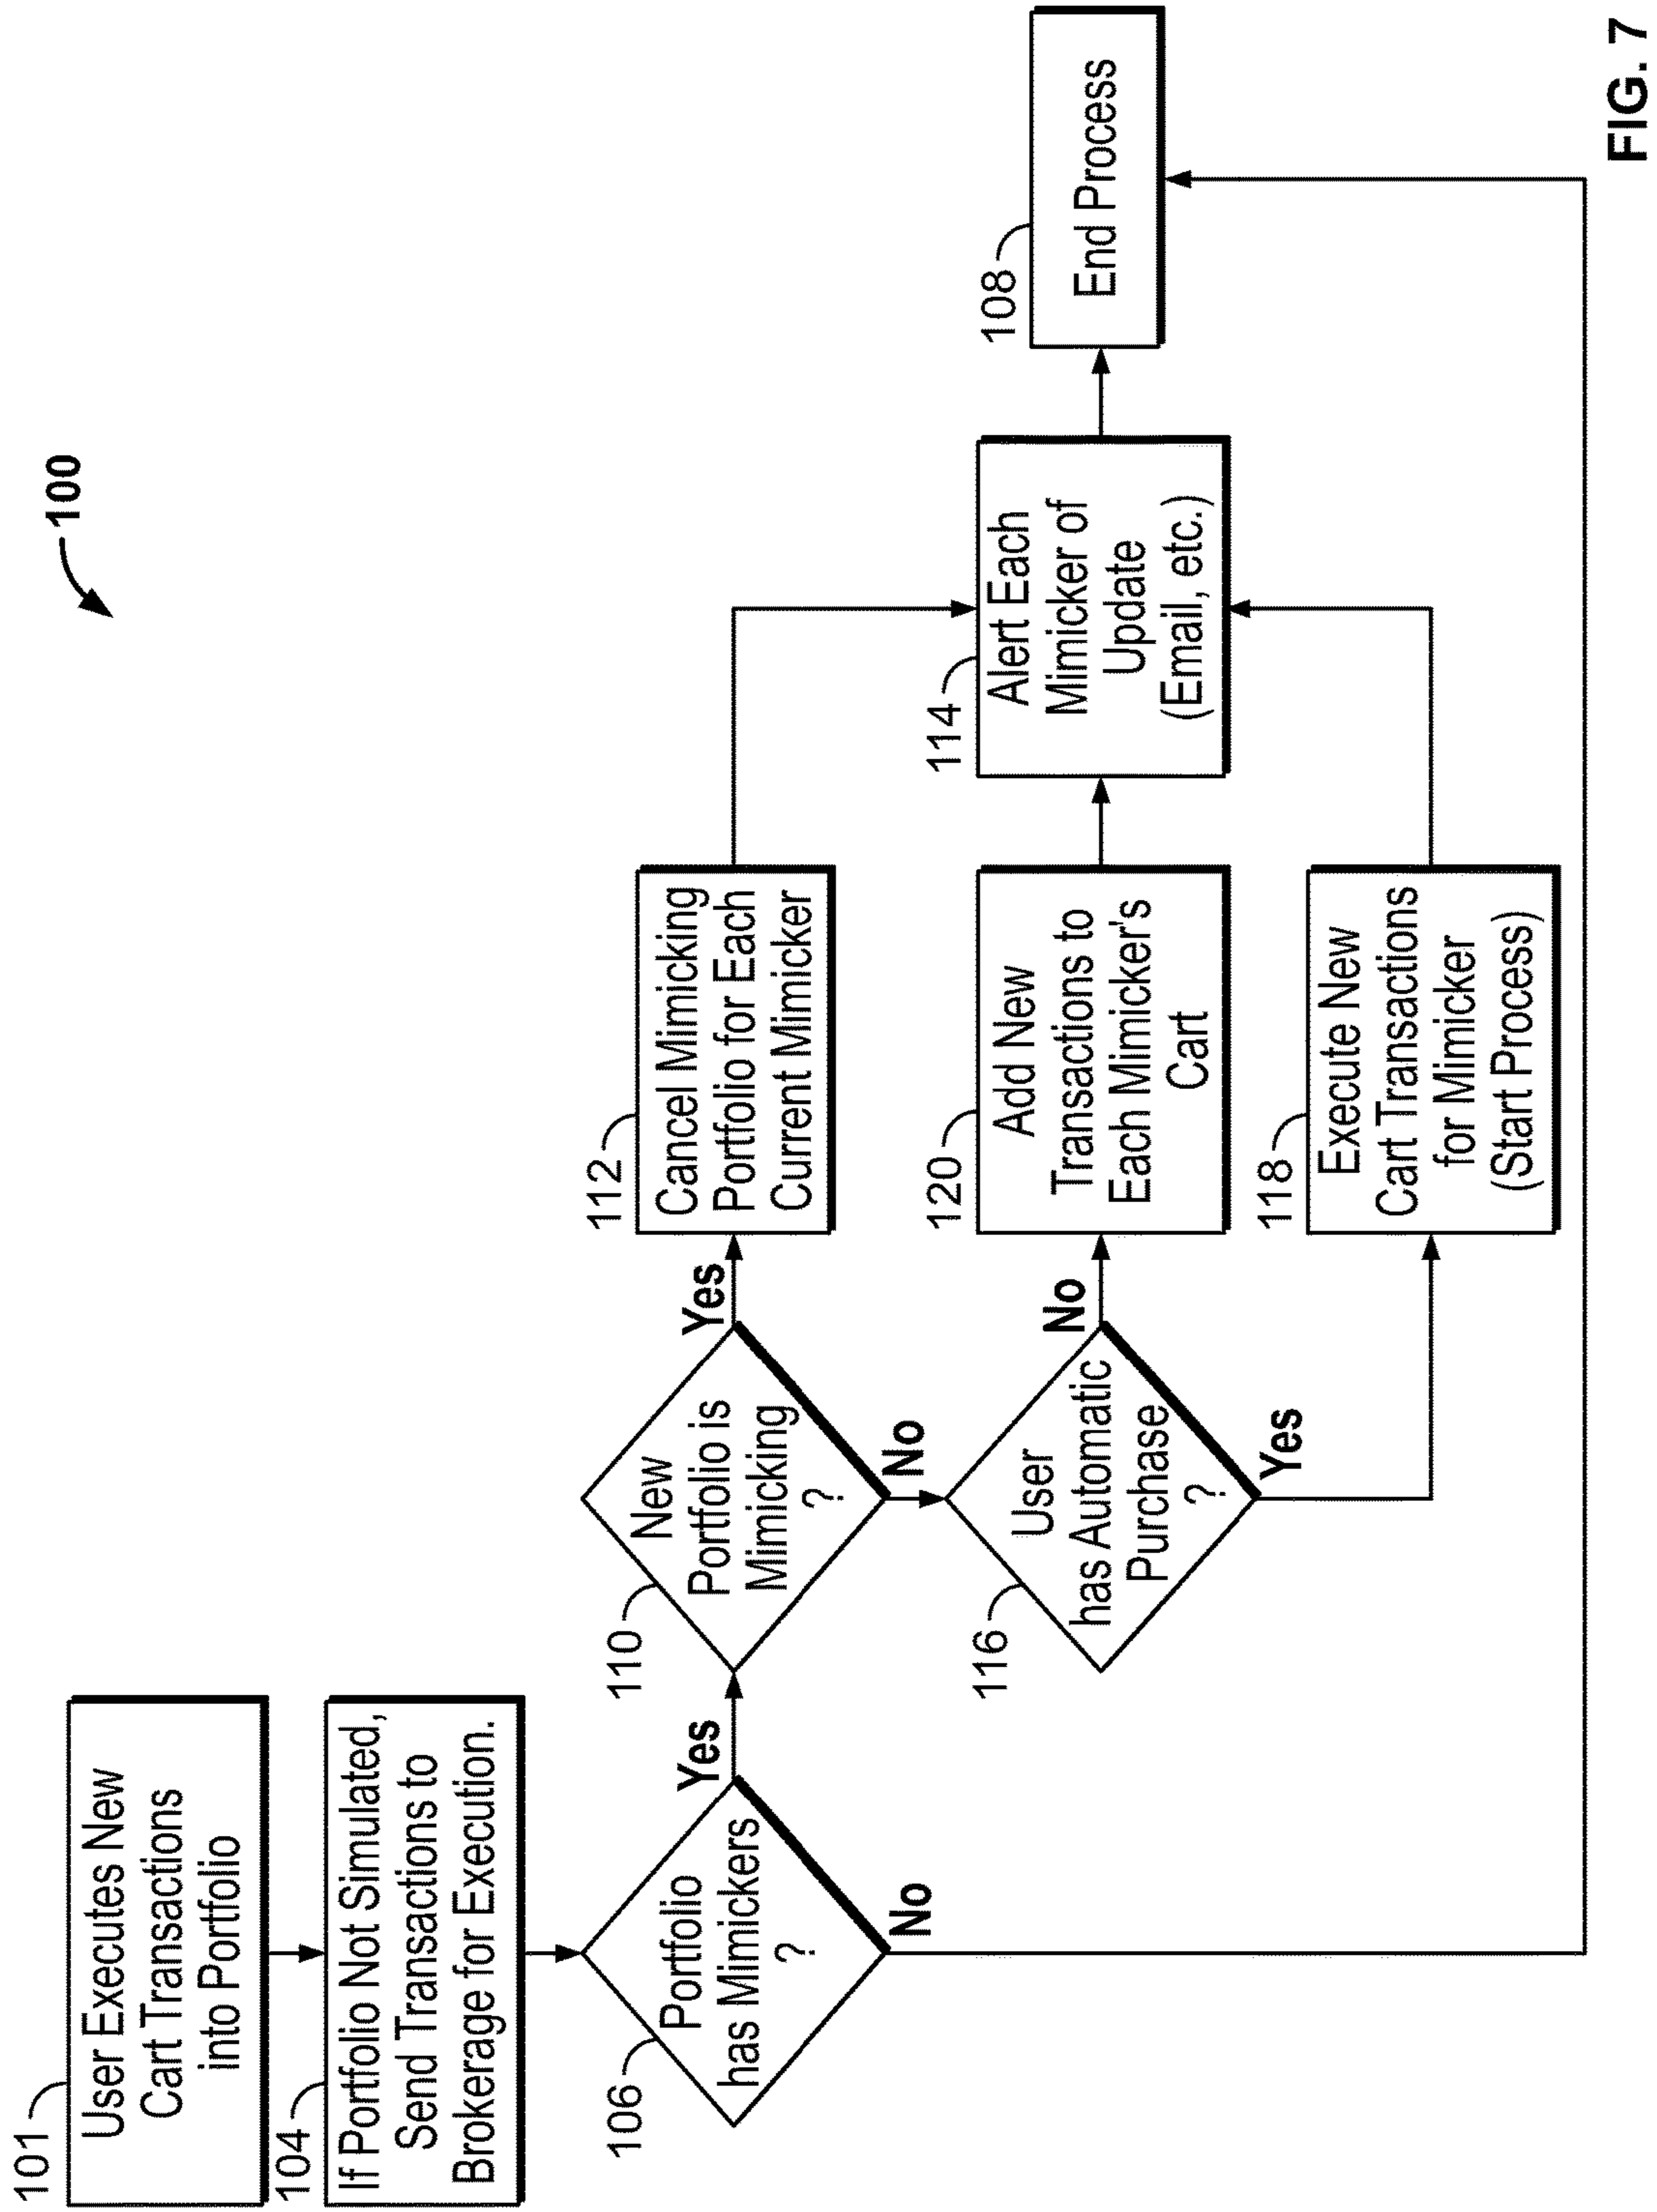 100
101
User Executes New
Cart Transactions
into Portfolio
104
If Portfolio Not Simulated,
Send Transactions to
Brokerage for Execution.
106
Portfolio
has Mimickers
?
Yes
No
110
New
Portfolio is
Mimicking
?
Yes
No
112
Cancel Mimicking
Portfolio for Each
Current Mimicker
116
User
has Automatic
Purchase
?
No
Yes
120
Add New
Transactions to
Each Mimicker's
Cart
118
Execute New
Cart Transactions
for Mimicker
(Start Process)
114
Alert Each
Mimicker of
Update
(Email, etc.)
108
End Process
FIG. 7